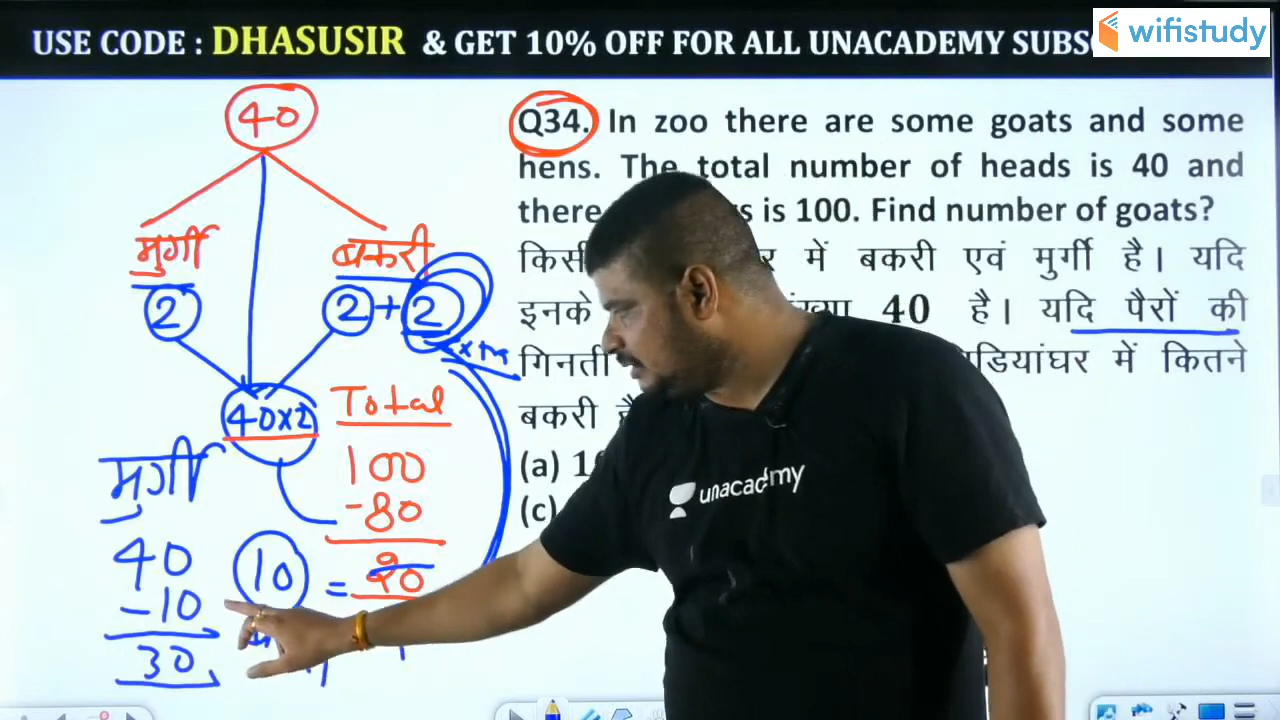 USE CODE : DHASUSIR & GET 10% OFF FOR ALL UNACADEMY SUBS
wifistudy
40
मुर्गी
बकरी
2
2 + 2
40x2
Total
100
-80
20
मुर्गी
40
-10
30
10 =
Q34. In zoo there are some goats and some
hens. The total number of heads is 40 and
there is 100. Find number of goats?
में बकरी एवं मुर्गी है। यदि
इनके 40 है। यदि पैरों की
गिनती में कितने
बकरी
(a)
(c)
unacademy